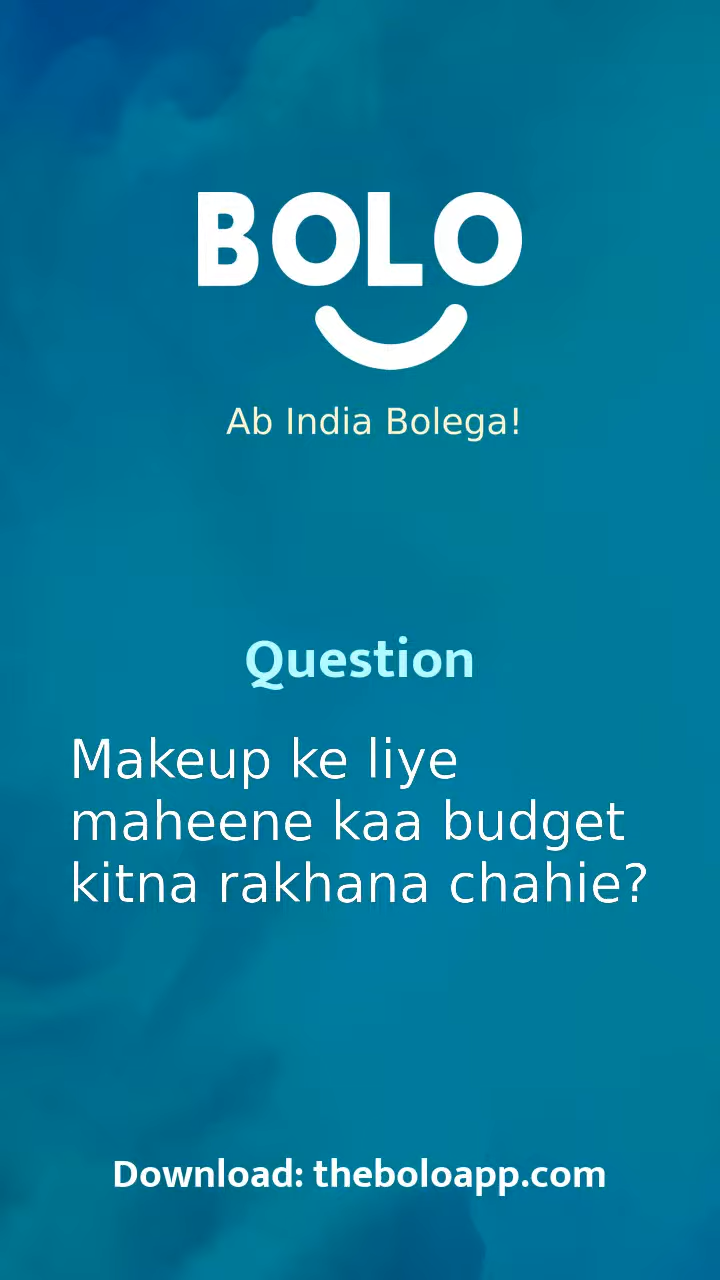 BOLO
Ab India Bolega!
Question
Makeup ke liye
maheene kaa budget
kitna rakhana chahie?
Download: theboloapp.com